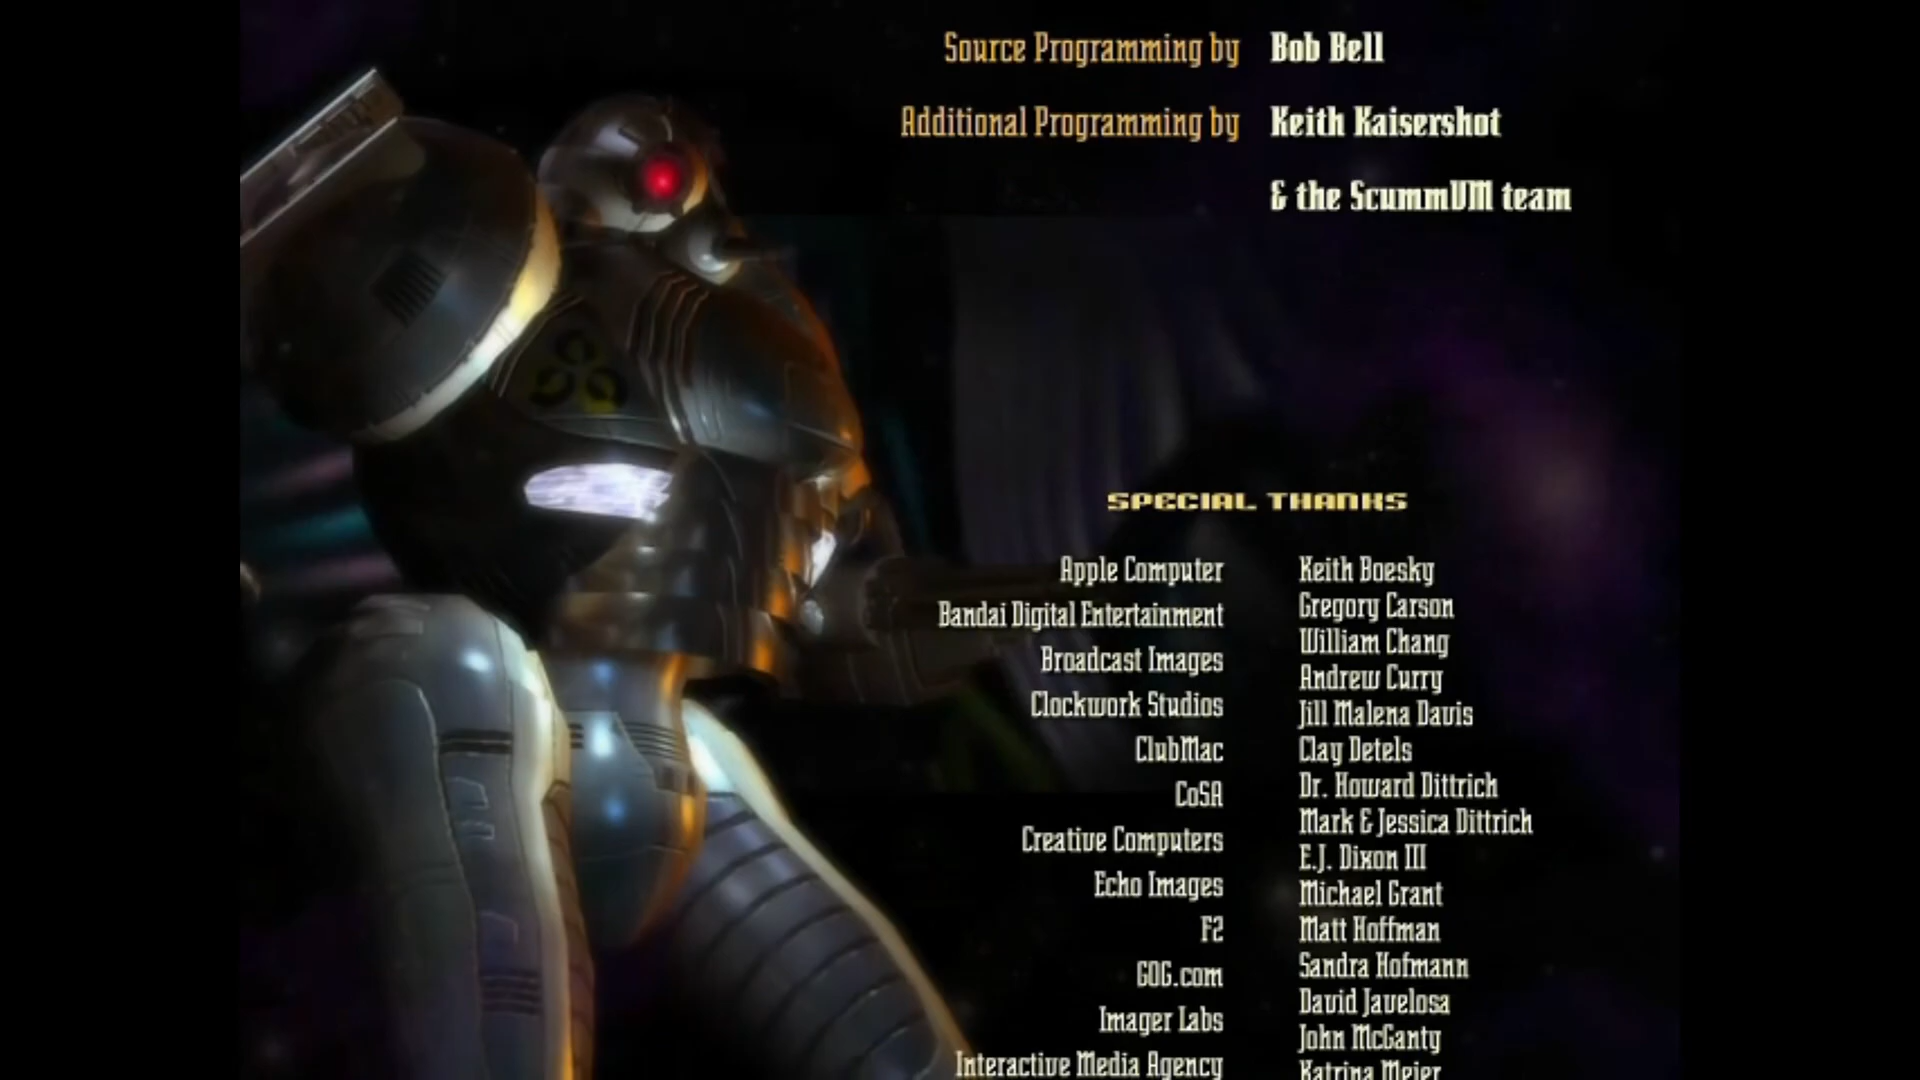 Source Programming by Bob Bell
Additional Programming by Keith Kaisershot
& the ScummVM team
SPECIAL THANKS
Apple Computer
Bandai Digital Entertainment
Broadcast Images
Clockwork Studios
ClubMac
CoSA
Creative Computers
Echo Images
F2
GOG.com
Imager Labs
Interactive Media Agency
Keith Boesky
Gregory Carson
William Chang
Andrew Curry
Jill Malena Davis
Clay Detels
Dr. Howard Dittrich
Mark & Jessica Dittrich
E.J. Dixon III
Michael Grant
Matt Hoffman
Sandra Hofmann
David Javelosa
John McGanty
Katrina Meier